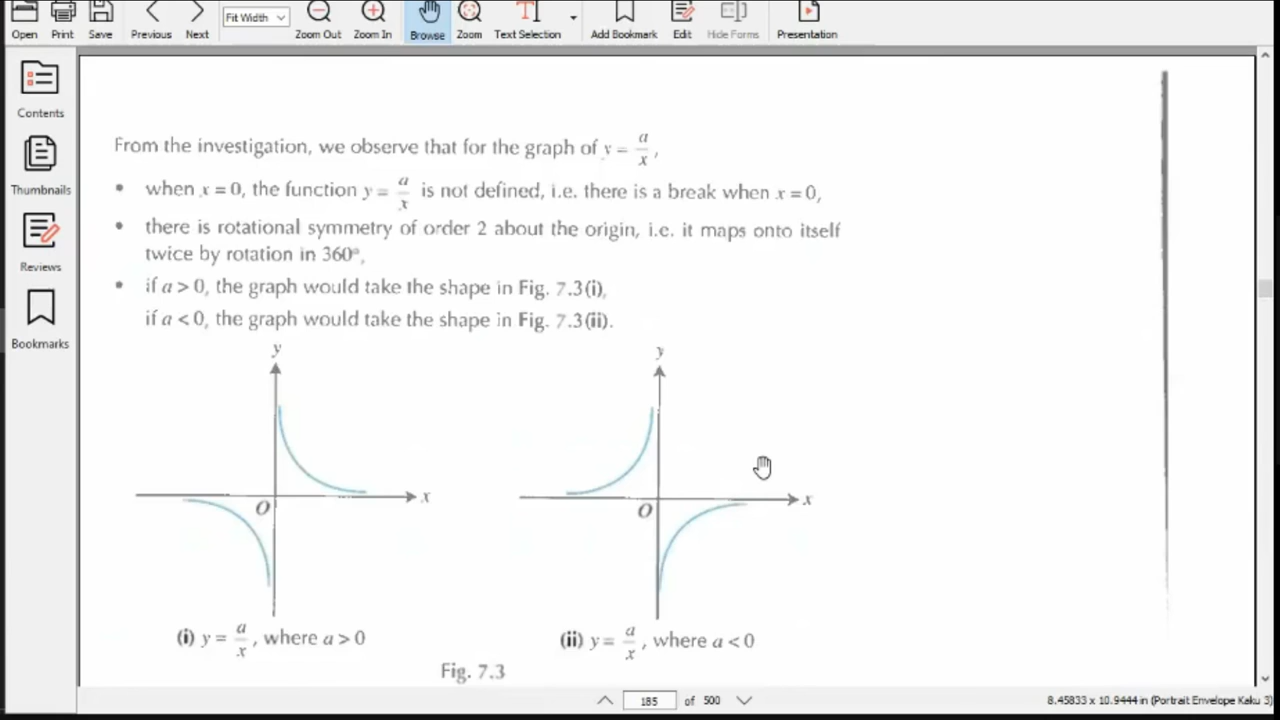 Open Print Save Previous Next Fit Width Zoom Out Zoom In Browse Zoom Text Selection Add Bookmark Edit Hide Forms Presentation
Contents
Thumbnails
Reviews
Bookmarks
From the investigation, we observe that for the graph of y = a/x,
• when x = 0, the function y = a/x is not defined, i.e. there is a break when x = 0,
• there is rotational symmetry of order 2 about the origin, i.e. it maps onto itself
twice by rotation in 360°,
• if a > 0, the graph would take the shape in Fig. 7.3(i),
if a < 0, the graph would take the shape in Fig. 7.3(ii).
y y
x x
O O
(i) y = a/x, where a > 0 (ii) y = a/x, where a < 0
Fig. 7.3
185 of 500 8.45833 x 10.9444 in (Portrait Envelope Kaku 3)